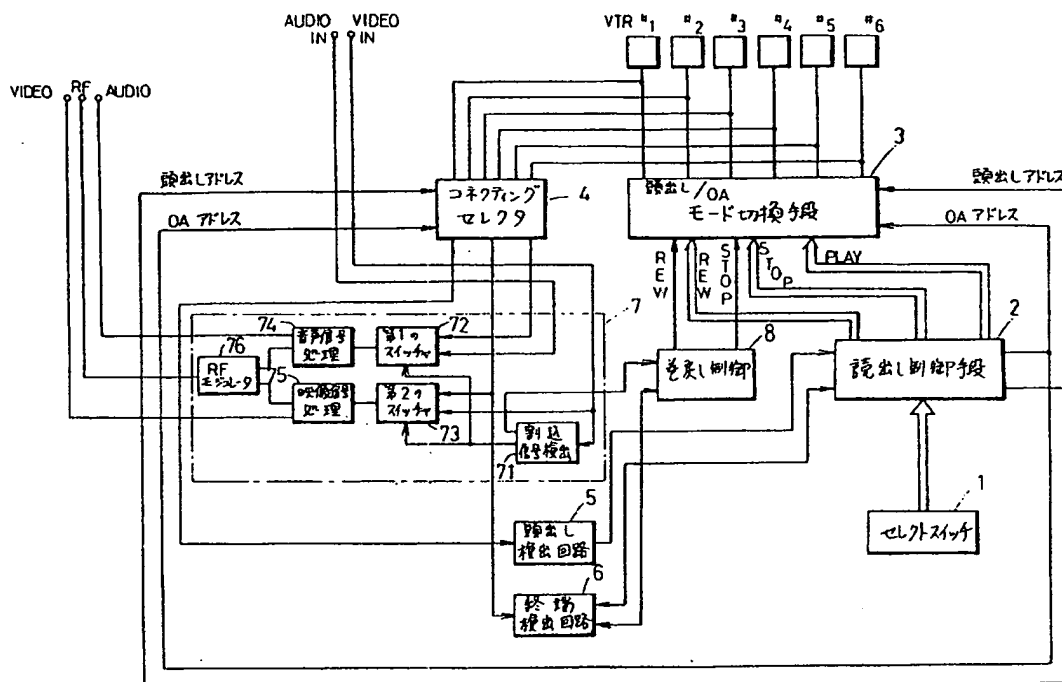 AUDIO IN
VIDEO IN
VTR #1 #2 #3 #4 #5 #6
VIDEO RF AUDIO
3
頭出しアドレス
コネクティング
セレクタ
4
頭出し/OA
モード切換手段
頭出しアドレス
OA アドレス
OA アドレス
REW
REW
STOP
STOP
PLAY
7
74
音声信号
処理
第1の
スイッチャ
72
76
RF
モジュレータ
75
映像信号
処理
第2の
スイッチャ
73
8
巻戻し制御
2
読出し制御手段
割込
信号検出
71
5
頭出し
検出回路
1
セレクトスイッチ
6
終端
検出回路